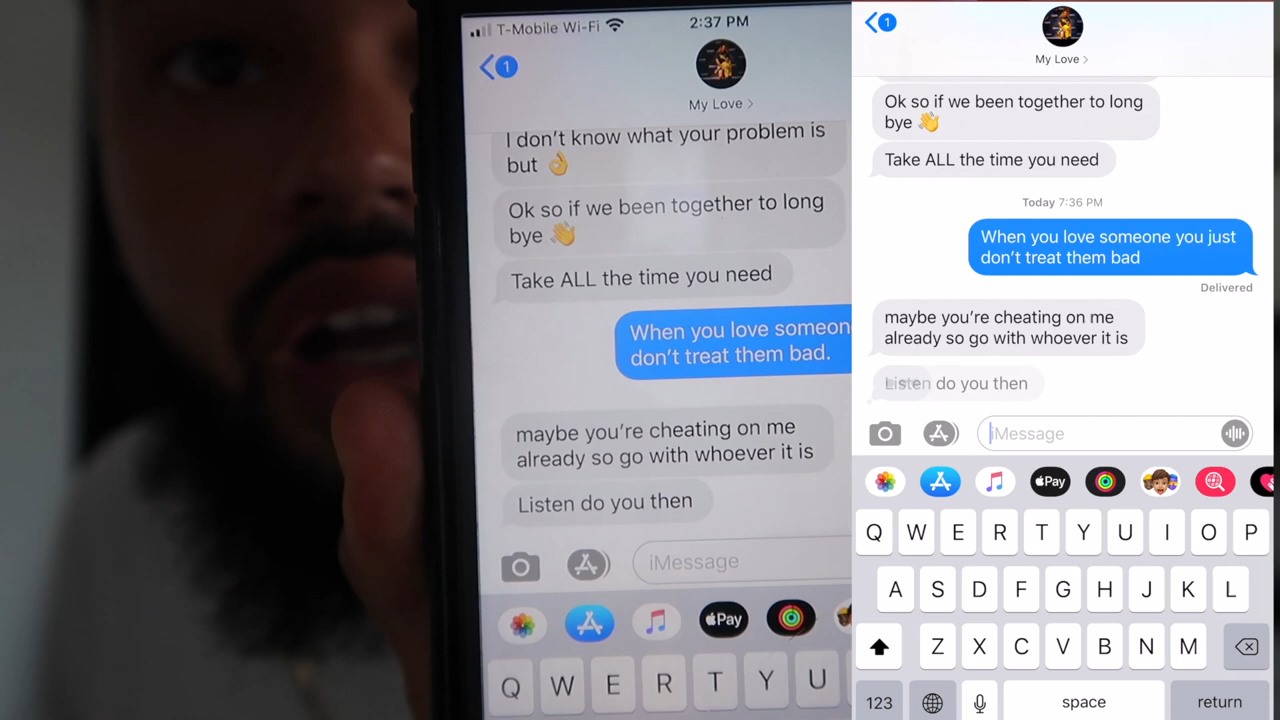 T-Mobile Wi-Fi
2:37 PM
1
My Love >
I don't know what your problem is
but 👌
Ok so if we been together to long
bye 👋
Take ALL the time you need
When you love someon
don't treat them bad.
maybe you're cheating on me
already so go with whoever it is
Listen do you then
iMessage
Pay
Q W E R T Y U
1
My Love >
Ok so if we been together to long
bye 👋
Take ALL the time you need
Today 7:36 PM
When you love someone you just
don't treat them bad
Delivered
maybe you're cheating on me
already so go with whoever it is
Listen do you then
iMessage
Pay
Q W E R T Y U I O P
A S D F G H J K L
Z X C V B N M
123 space return